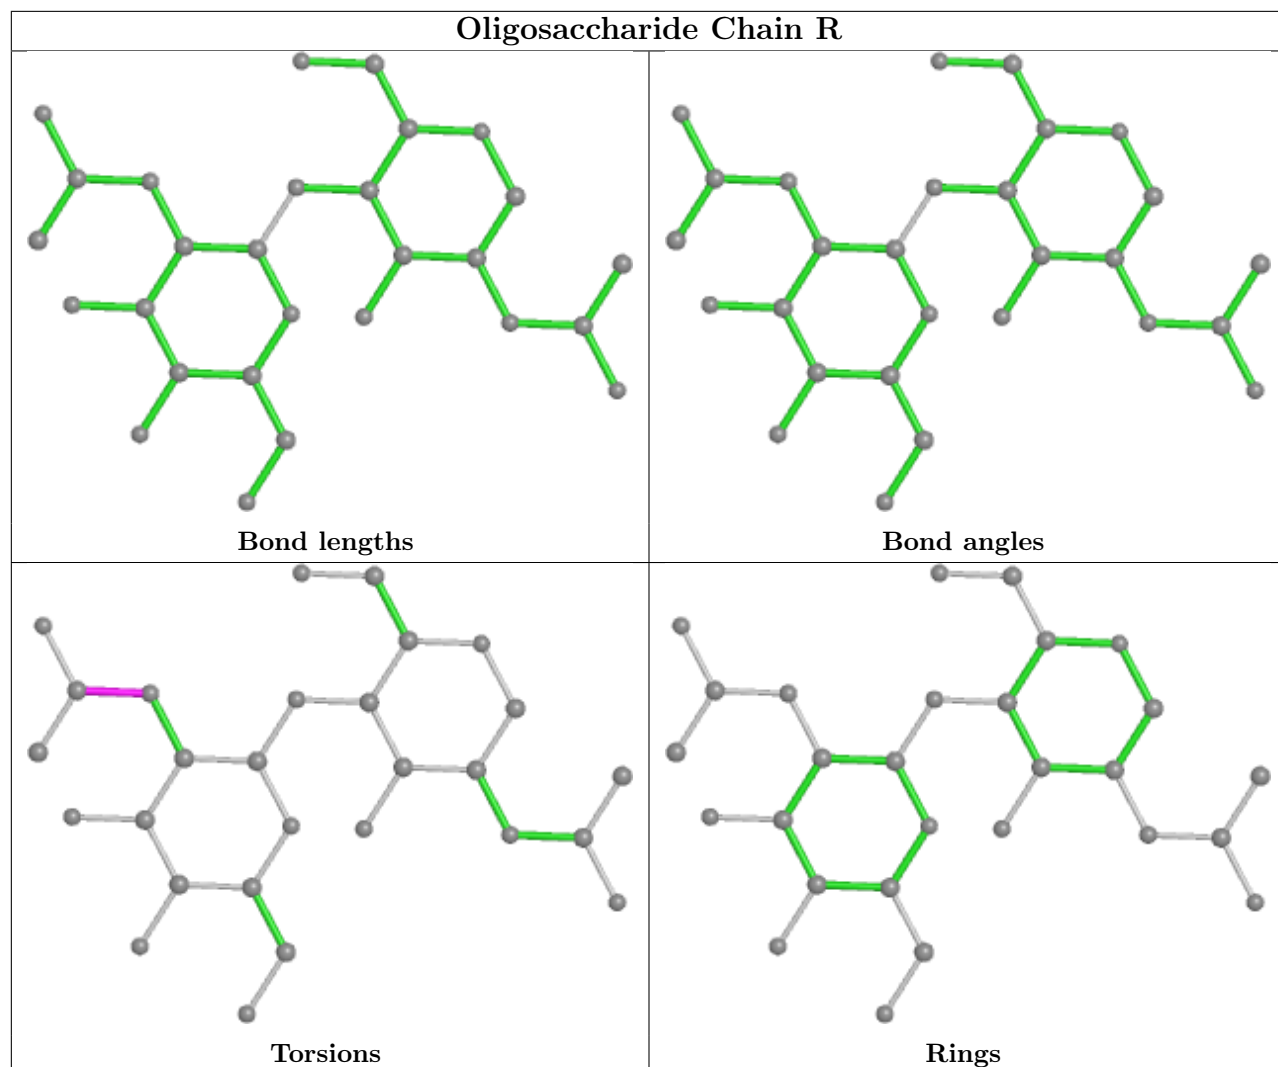 Oligosaccharide Chain R
Bond lengths
Bond angles
Torsions
Rings